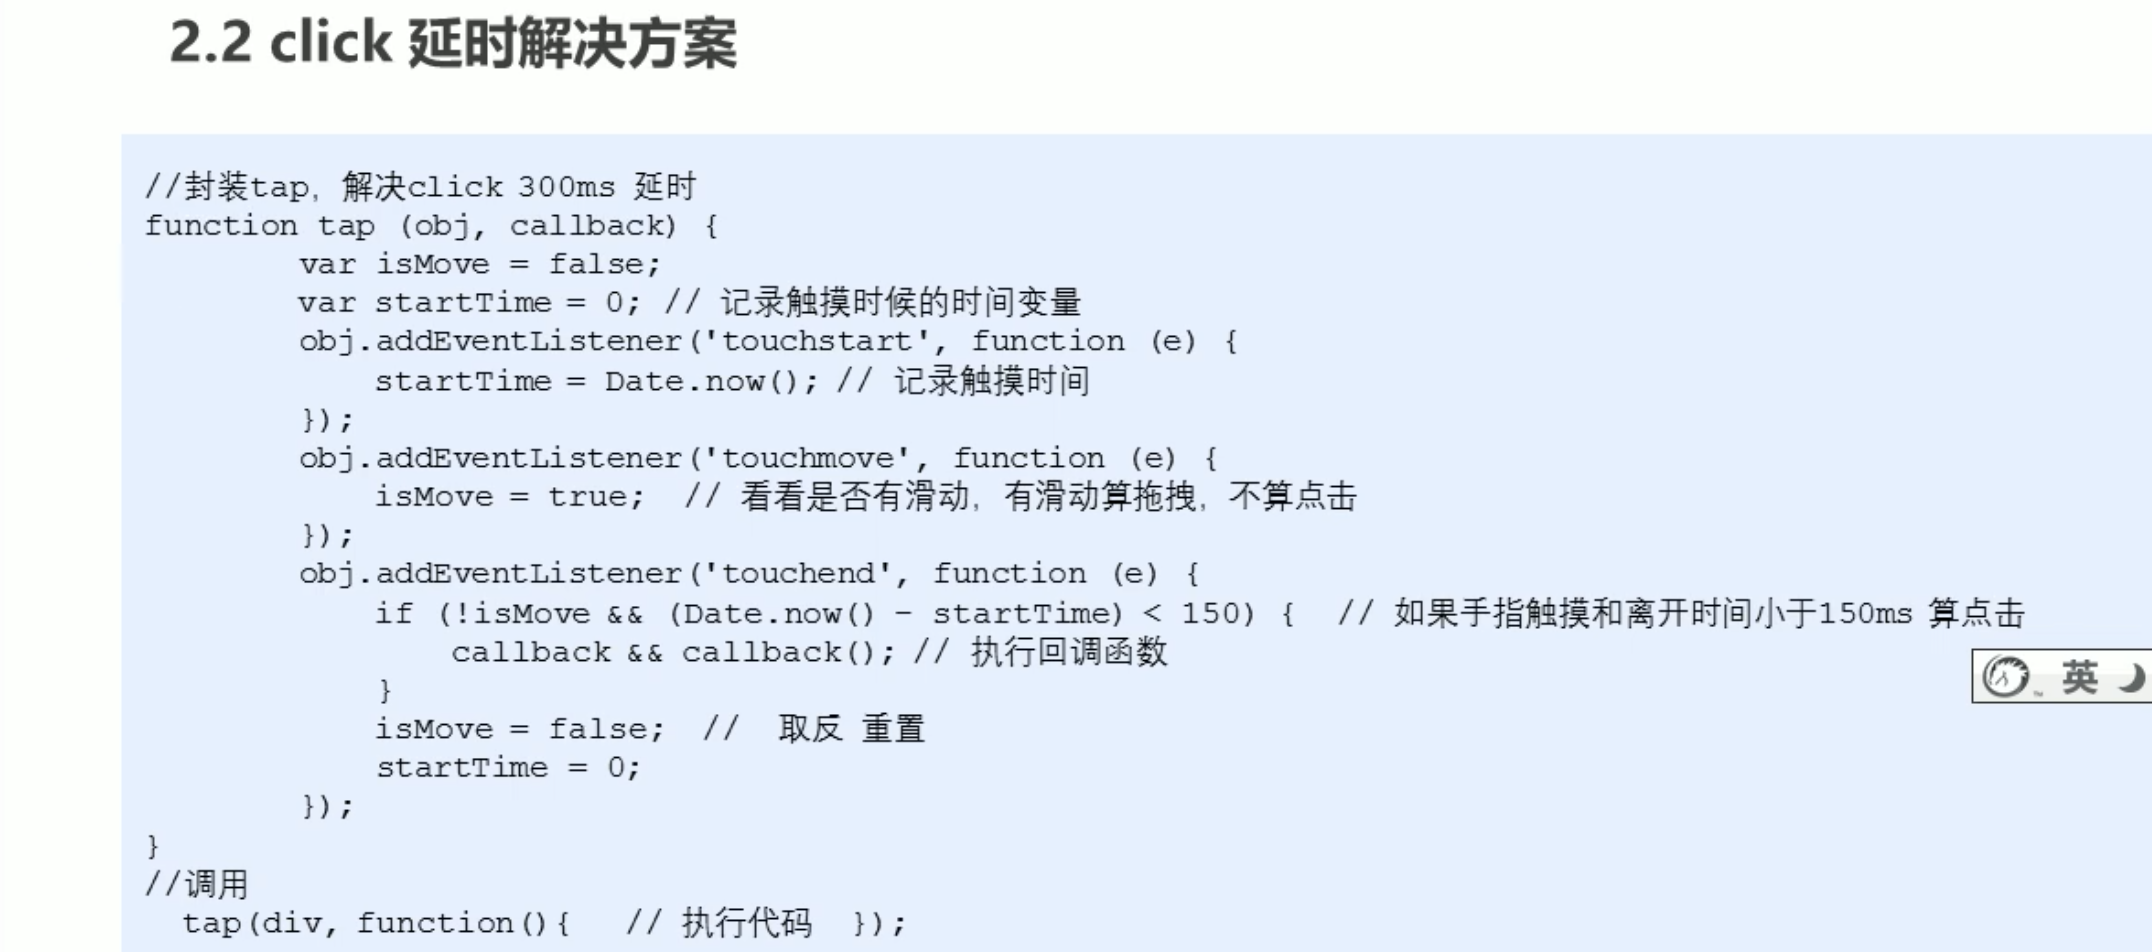 2.2 click 延时解决方案
//封装tap，解决click 300ms 延时
function tap (obj, callback) {
        var isMove = false;
        var startTime = 0; // 记录触摸时候的时间变量
        obj.addEventListener('touchstart', function (e) {
            startTime = Date.now(); // 记录触摸时间
        });
        obj.addEventListener('touchmove', function (e) {
            isMove = true;  // 看看是否有滑动，有滑动算拖拽，不算点击
        });
        obj.addEventListener('touchend', function (e) {
            if (!isMove && (Date.now() - startTime) < 150) {  // 如果手指触摸和离开时间小于150ms 算点击
                callback && callback(); // 执行回调函数
            }
英
            isMove = false;  //  取反 重置
            startTime = 0;
        });
}
//调用
  tap(div, function(){   // 执行代码  });